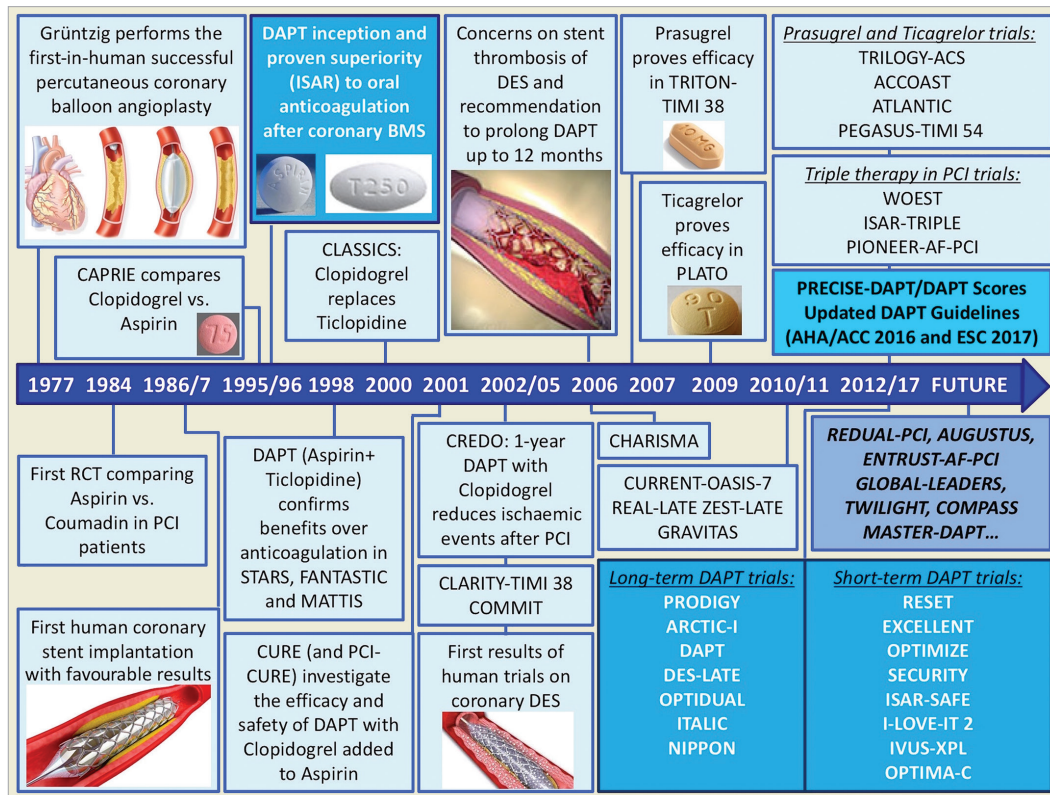 Grüntzig performs the
first-in-human successful
percutaneous coronary
balloon angioplasty
DAPT inception and
proven superiority
(ISAR) to oral
anticoagulation
after coronary BMS
ASPIRIN
T250
Concerns on stent
thrombosis of
DES and
recommendation
to prolong DAPT
up to 12 months
Prasugrel proves
efficacy
in TRITON-
TIMI 38
10 MG
Prasugrel and Ticagrelor trials:
TRILOGY-ACS
ACCOAST
ATLANTIC
PEGASUS-TIMI 54
Triple therapy in PCI trials:
WOEST
ISAR-TRIPLE
PIONEER-AF-PCI
CAPRIE compares
Clopidogrel vs.
Aspirin
75
CLASSICS:
Clopidogrel
replaces
Ticlopidine
Ticagrelor
proves
efficacy in
PLATO
90
T
PRECISE-DAPT/DAPT Scores
Updated DAPT Guidelines
(AHA/ACC 2016 and ESC 2017)
1977 1984 1986/7 1995/96 1998 2000 2001 2002/05 2006 2007 2009 2010/11 2012/17 FUTURE
First RCT comparing
Aspirin vs.
Coumadin in PCI
patients
DAPT (Aspirin+
Ticlopidine)
confirms
benefits over
anticoagulation in
STARS, FANTASTIC
and MATTIS
CREDO: 1-year
DAPT with
Clopidogrel
reduces ischaemic
events after PCI
CHARISMA
CURRENT-OASIS-7
REAL-LATE ZEST-LATE
GRAVITAS
REDUAL-PCI, AUGUSTUS,
ENTRUST-AF-PCI
GLOBAL-LEADERS,
TWILIGHT, COMPASS
MASTER-DAPT...
First human coronary
stent implantation
with favourable results
CURE (and PCI-
CURE) investigate
the efficacy and
safety of DAPT with
Clopidogrel added
to Aspirin
CLARITY-TIMI 38
COMMIT
First results of
human trials on
coronary DES
Long-term DAPT trials:
PRODIGY
ARCTIC-I
DAPT
DES-LATE
OPTIDUAL
ITALIC
NIPPON
Short-term DAPT trials:
RESET
EXCELLENT
OPTIMIZE
SECURITY
ISAR-SAFE
I-LOVE-IT 2
IVUS-XPL
OPTIMA-C